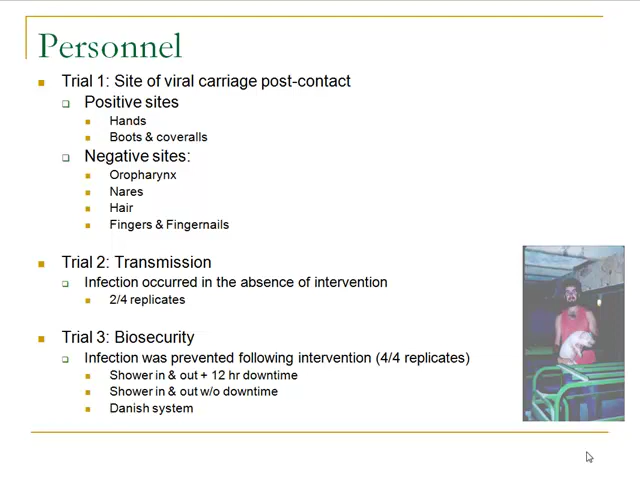 Personnel
Trial 1: Site of viral carriage post-contact
Positive sites
Hands
Boots & coveralls
Negative sites:
Oropharynx
Nares
Hair
Fingers & Fingernails
Trial 2: Transmission
Infection occurred in the absence of intervention
2/4 replicates
Trial 3: Biosecurity
Infection was prevented following intervention (4/4 replicates)
Shower in & out + 12 hr downtime
Shower in & out w/o downtime
Danish system